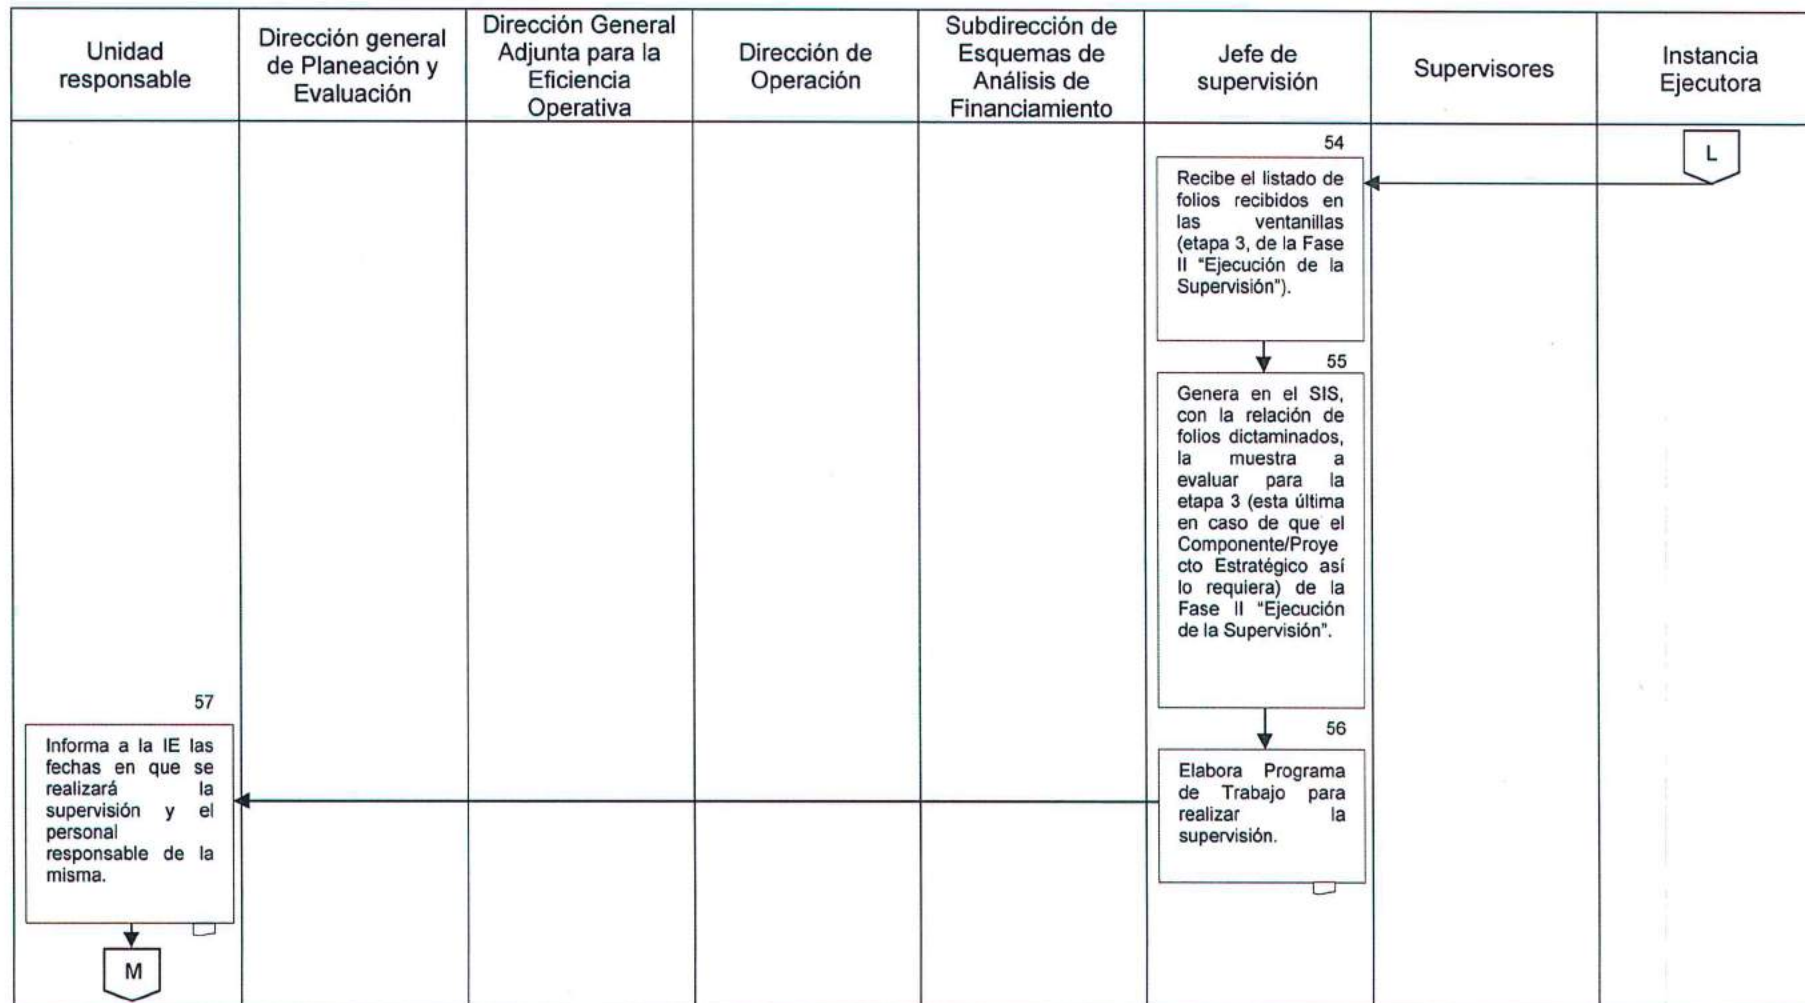 Unidad
responsable
Dirección general
de Planeación y
Evaluación
Dirección General
Adjunta para la
Eficiencia
Operativa
Dirección de
Operación
Subdirección de
Esquemas de
Análisis de
Financiamiento
Jefe de
supervisión
Supervisores
Instancia
Ejecutora
L
54
Recibe el listado de
folios recibidos en
las ventanillas
(etapa 3, de la Fase
II “Ejecución de la
Supervisión”).
55
Genera en el SIS,
con la relación de
folios dictaminados,
la muestra a
evaluar para la
etapa 3 (esta última
en caso de que el
Componente/Proye
cto Estratégico así
lo requiera) de la
Fase II “Ejecución
de la Supervisión”.
56
Elabora Programa
de Trabajo para
realizar la
supervisión.
57
Informa a la IE las
fechas en que se
realizará la
supervisión y el
personal
responsable de la
misma.
M